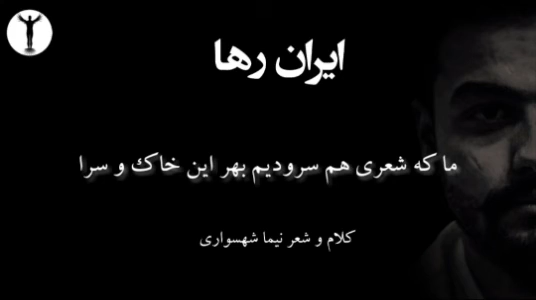 ایران رها
ما که شعری هم سرودیم بهر این خاک و سرا
کلام و شعر نیما شهسواری